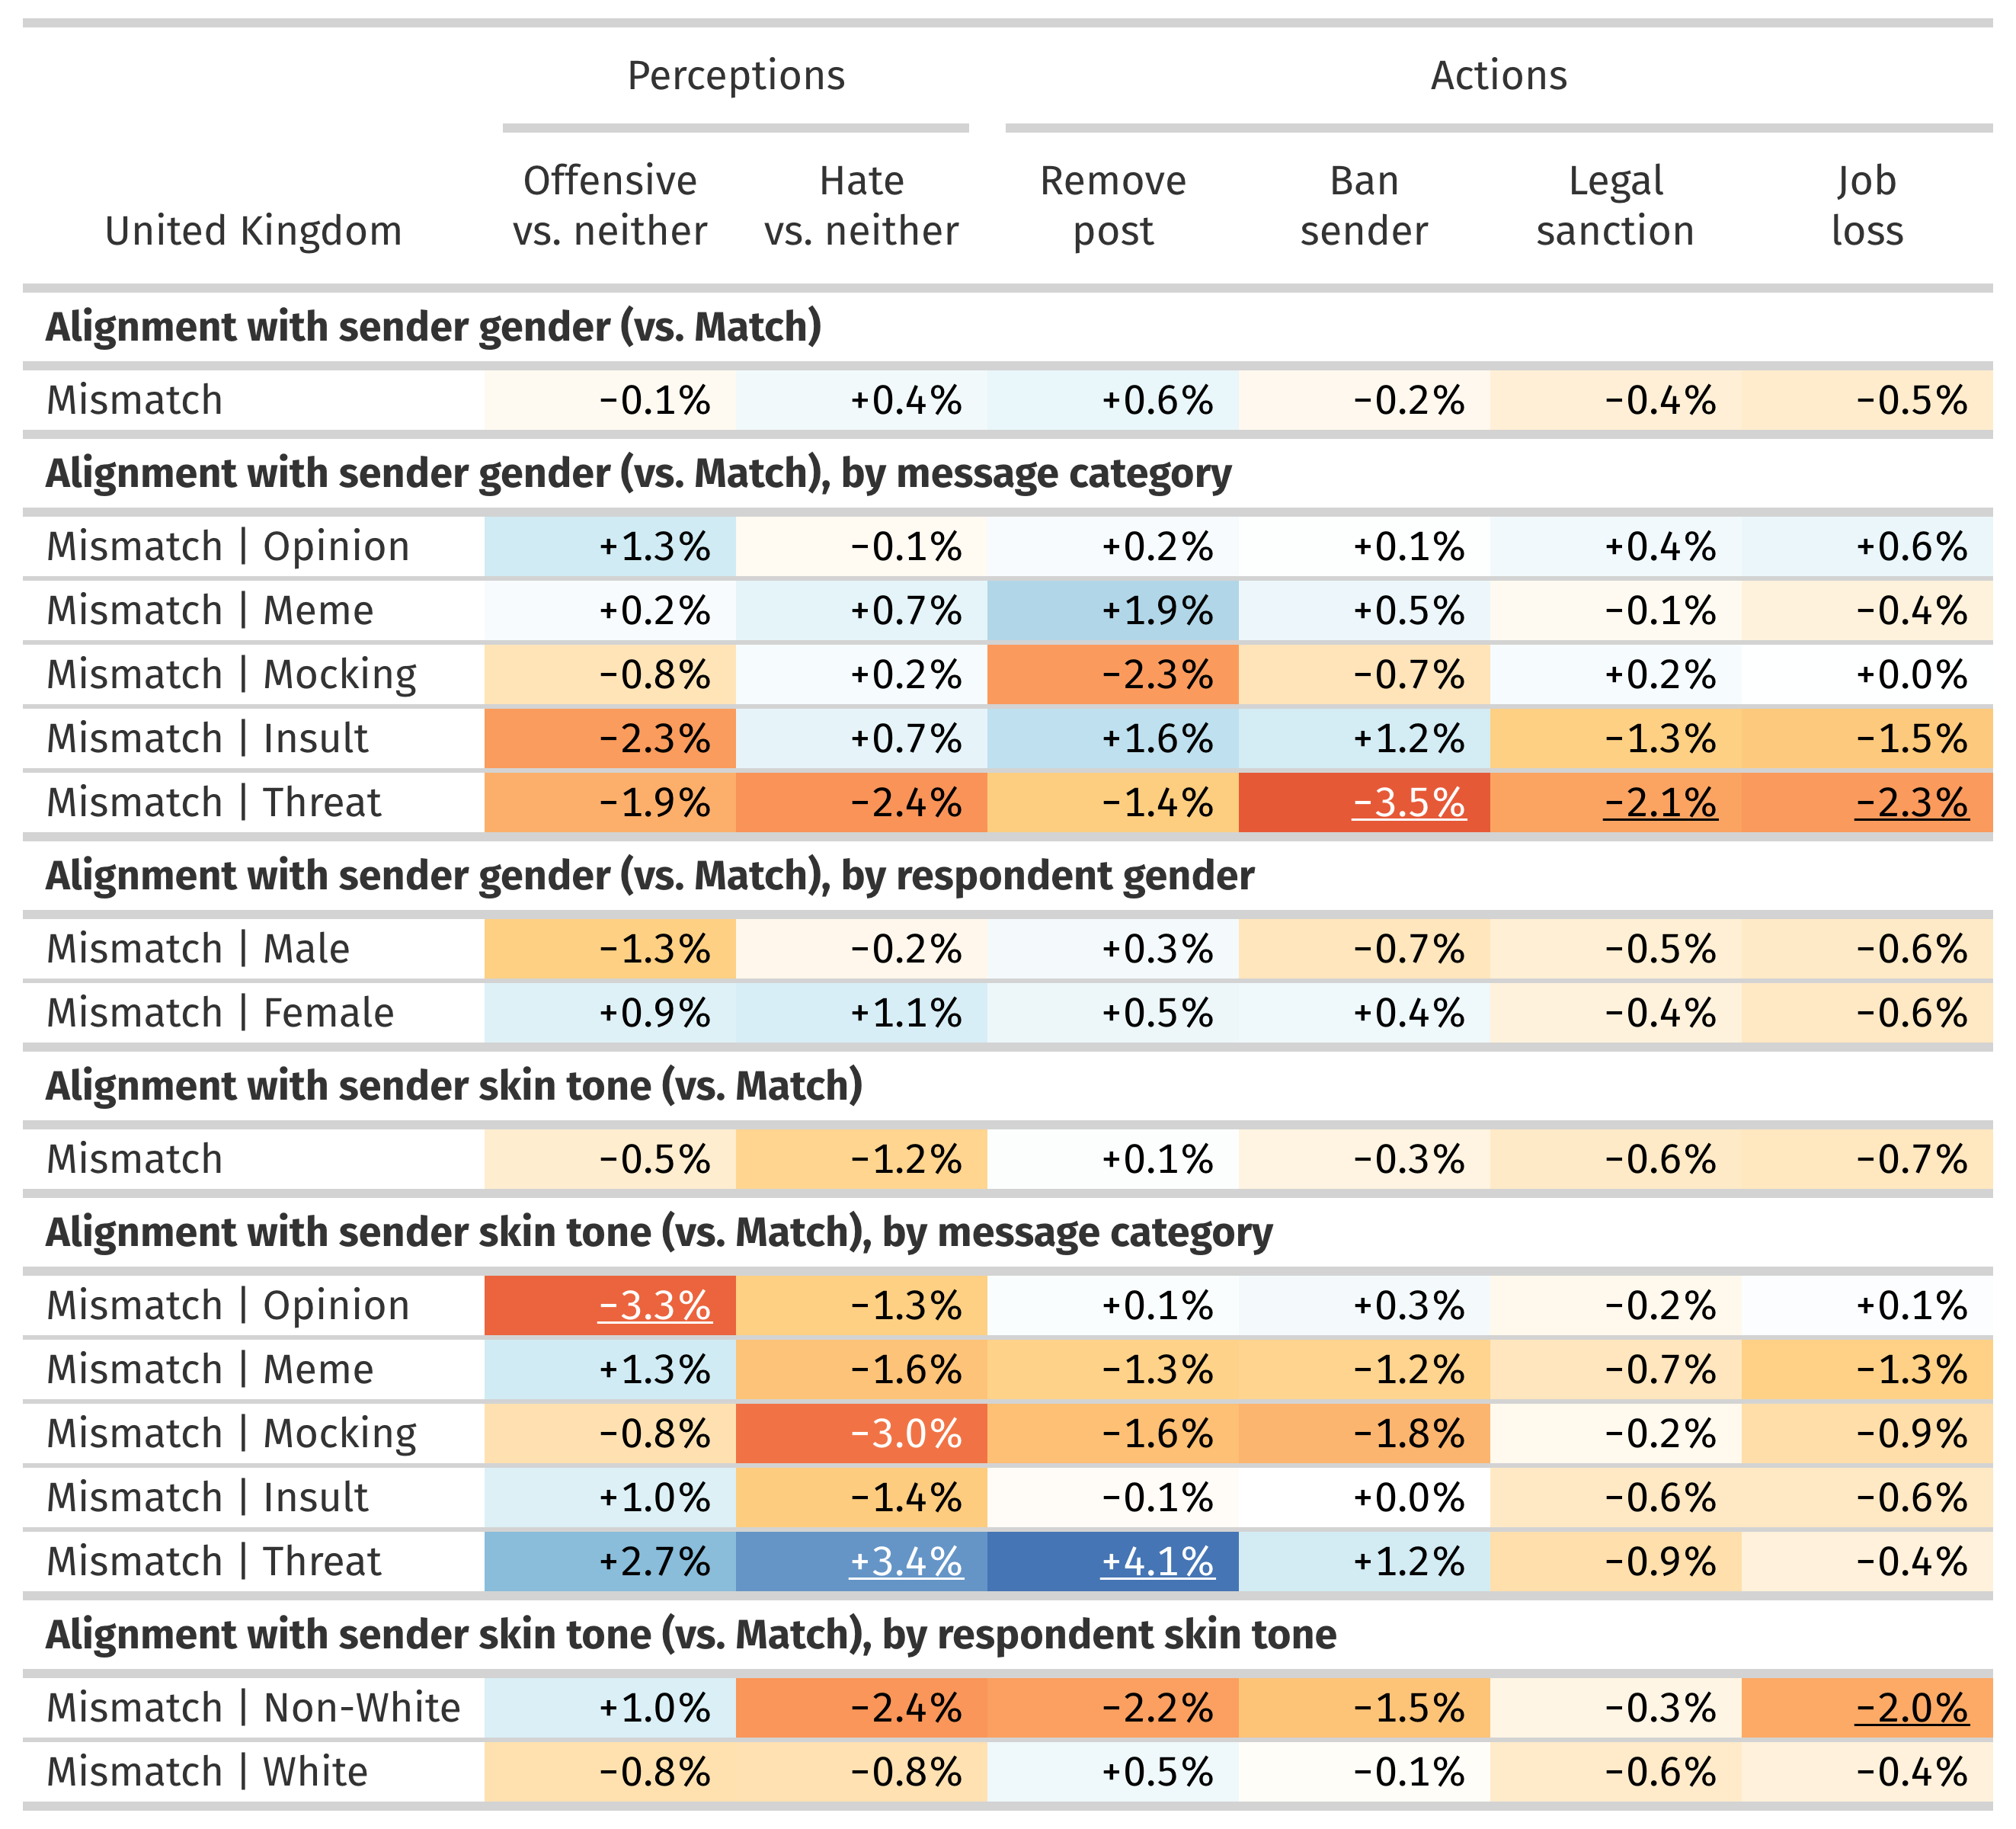 Perceptions Actions
Offensive Hate Remove Ban Legal Job
United Kingdom vs. neither vs. neither post sender sanction loss
Alignment with sender gender (vs. Match)
Mismatch −0.1% +0.4% +0.6% −0.2% −0.4% −0.5%
Alignment with sender gender (vs. Match), by message category
Mismatch | Opinion +1.3% −0.1% +0.2% +0.1% +0.4% +0.6%
Mismatch | Meme +0.2% +0.7% +1.9% +0.5% −0.1% −0.4%
Mismatch | Mocking −0.8% +0.2% −2.3% −0.7% +0.2% +0.0%
Mismatch | Insult −2.3% +0.7% +1.6% +1.2% −1.3% −1.5%
Mismatch | Threat −1.9% −2.4% −1.4% −3.5% −2.1% −2.3%
Alignment with sender gender (vs. Match), by respondent gender
Mismatch | Male −1.3% −0.2% +0.3% −0.7% −0.5% −0.6%
Mismatch | Female +0.9% +1.1% +0.5% +0.4% −0.4% −0.6%
Alignment with sender skin tone (vs. Match)
Mismatch −0.5% −1.2% +0.1% −0.3% −0.6% −0.7%
Alignment with sender skin tone (vs. Match), by message category
Mismatch | Opinion −3.3% −1.3% +0.1% +0.3% −0.2% +0.1%
Mismatch | Meme +1.3% −1.6% −1.3% −1.2% −0.7% −1.3%
Mismatch | Mocking −0.8% −3.0% −1.6% −1.8% −0.2% −0.9%
Mismatch | Insult +1.0% −1.4% −0.1% +0.0% −0.6% −0.6%
Mismatch | Threat +2.7% +3.4% +4.1% +1.2% −0.9% −0.4%
Alignment with sender skin tone (vs. Match), by respondent skin tone
Mismatch | Non-White +1.0% −2.4% −2.2% −1.5% −0.3% −2.0%
Mismatch | White −0.8% −0.8% +0.5% −0.1% −0.6% −0.4%